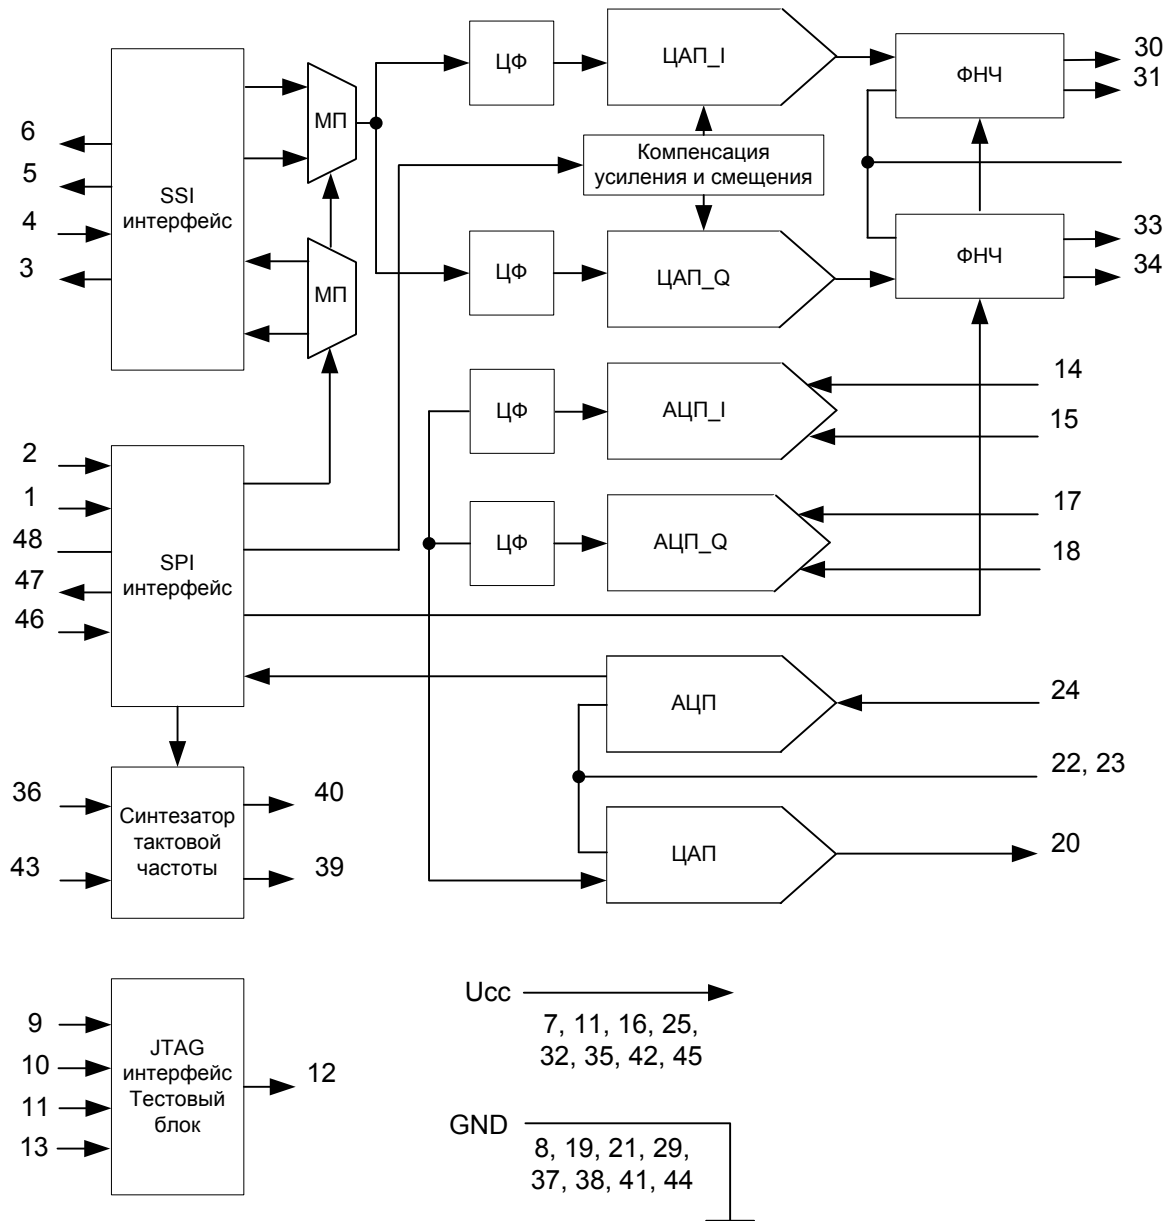 ЦФ
ЦАП_I
ФНЧ
30
31
МП
6
5
4
3
SSI
интерфейс
Компенсация
усиления и смещения
МП
ЦФ
ЦАП_Q
ФНЧ
33
34
ЦФ
АЦП_I
14
15
2
1
48
47
46
SPI
интерфейс
ЦФ
АЦП_Q
17
18
АЦП
24
22, 23
36
43
Синтезатор
тактовой
частоты
40
39
ЦАП
20
9
10
11
13
JTAG
интерфейс
Тестовый
блок
12
Ucc
7, 11, 16, 25,
32, 35, 42, 45
GND
8, 19, 21, 29,
37, 38, 41, 44